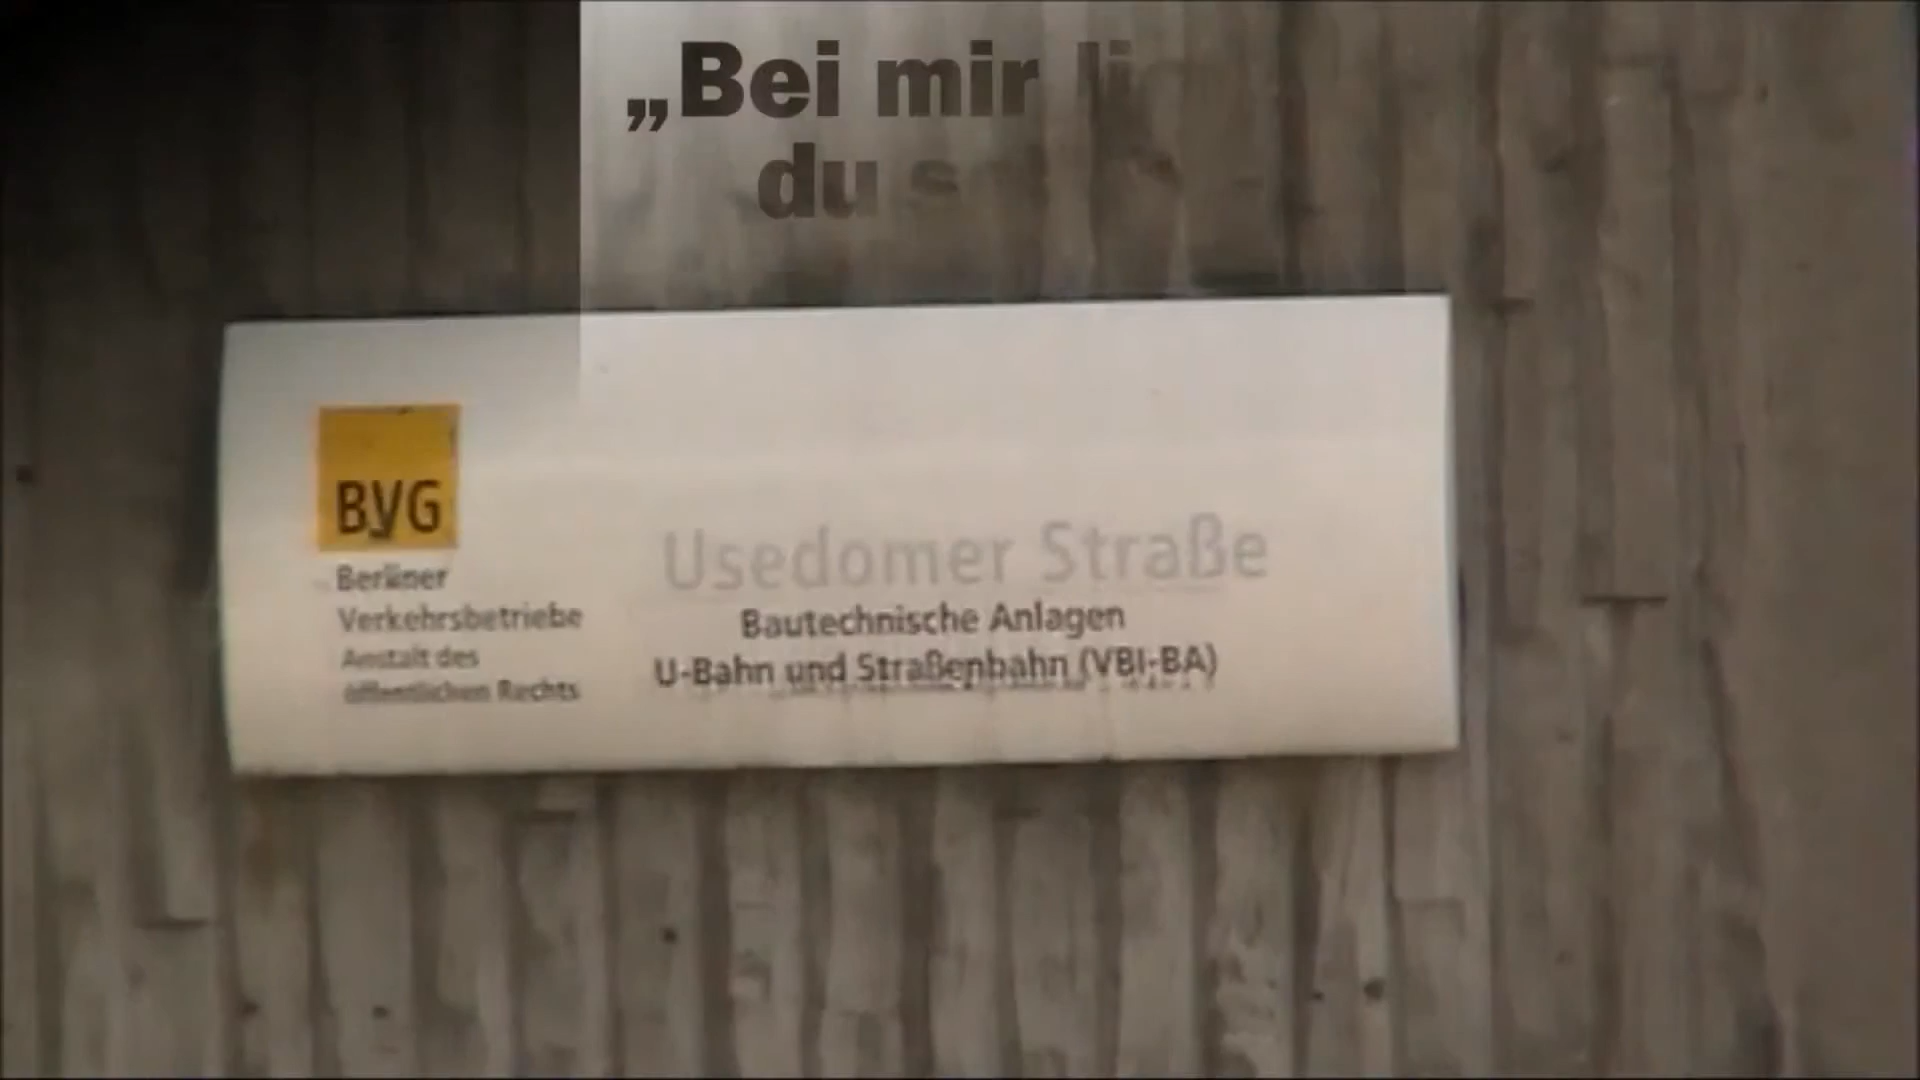 „Bei mir
du
BVG
Berliner
Verkehrsbetriebe
Anstalt des
öffentlichen Rechts
Usedomer Straße
Bautechnische Anlagen
U-Bahn und Straßenbahn (VBI-BA)